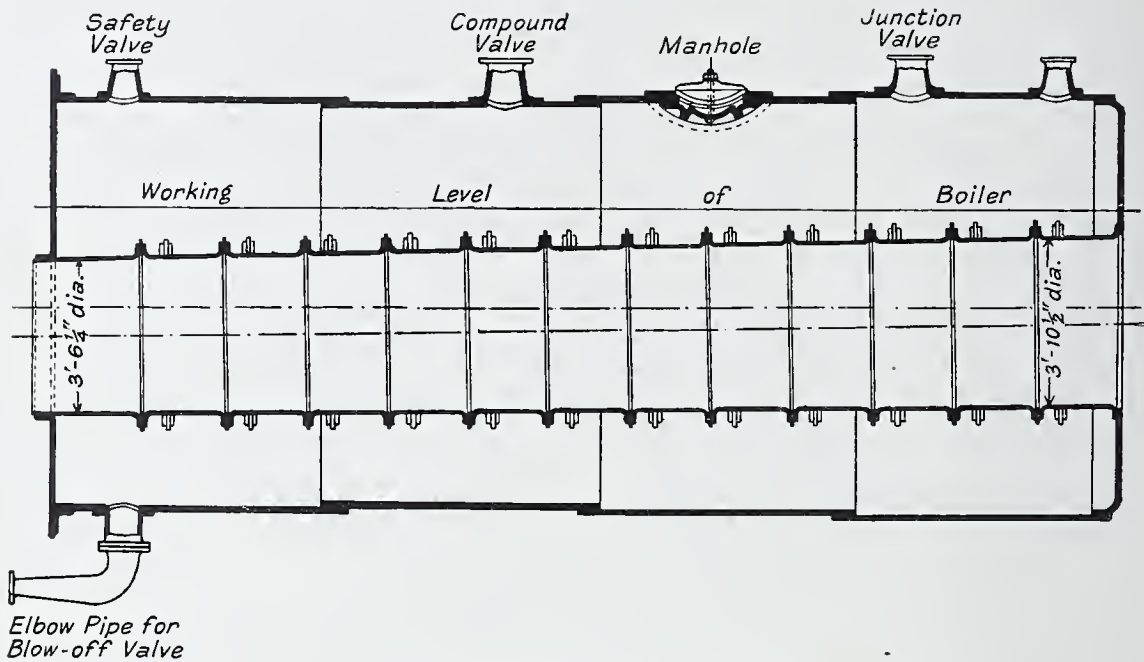 Safety
Valve
Compound
Valve
Manhole
Junction
Valve
Working Level of Boiler
3'-6¼" dia.
3'-10½" dia.
Elbow Pipe for
Blow-off Valve